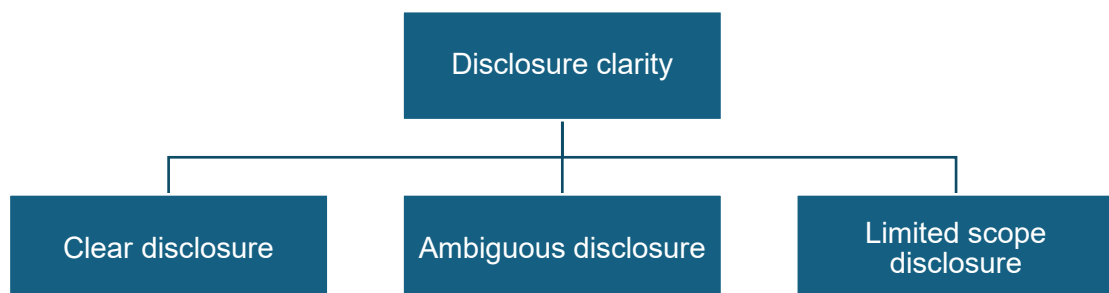 Disclosure clarity
Clear disclosure
Ambiguous disclosure
Limited scope
disclosure